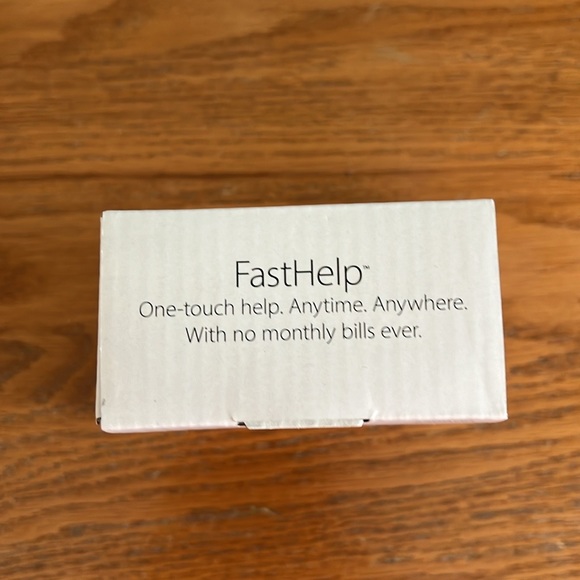 FastHelp™
One-touch help. Anytime. Anywhere.
With no monthly bills ever.